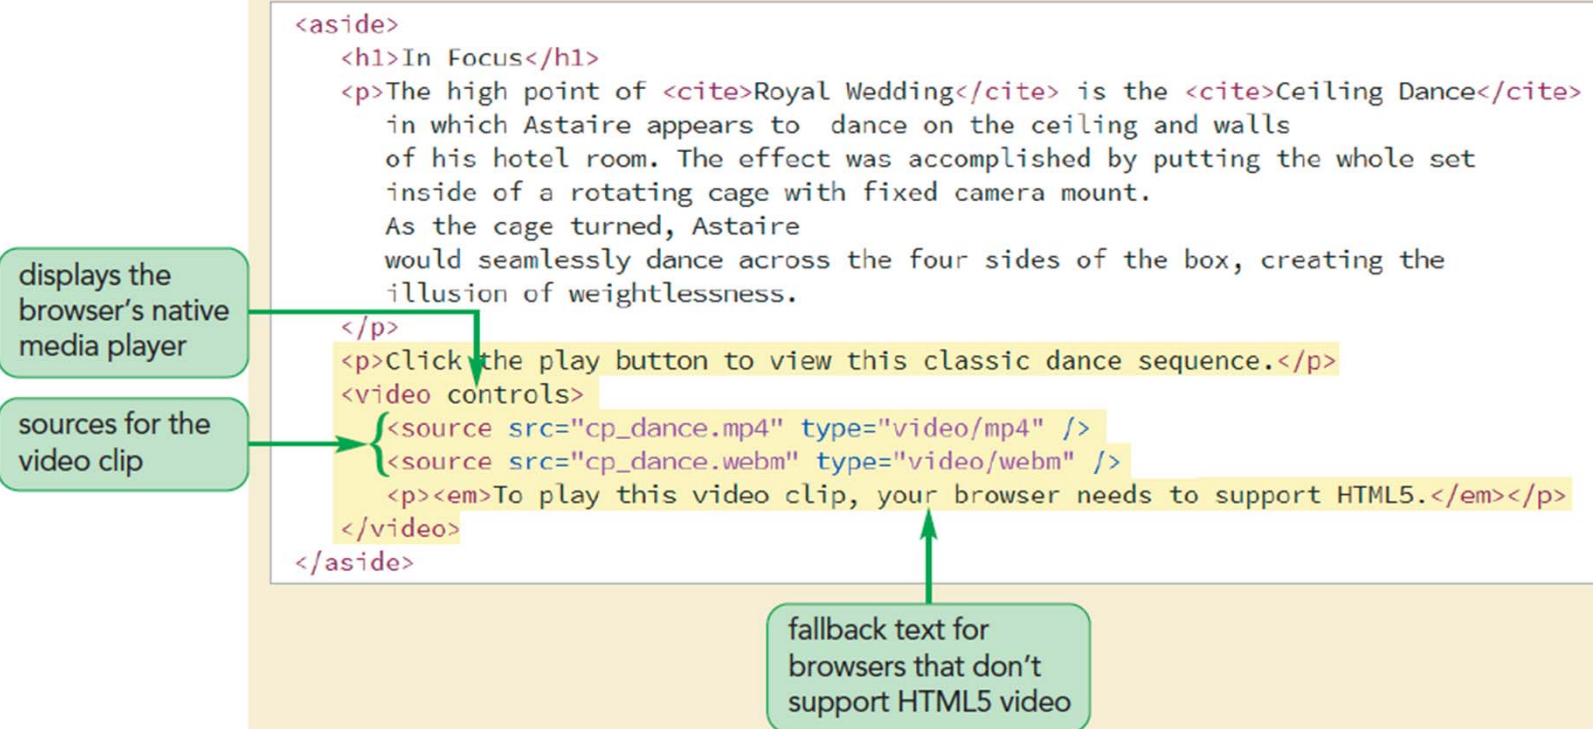 <aside>
<h1>In Focus</h1>
<p>The high point of <cite>Royal Wedding</cite> is the <cite>Ceiling Dance</cite>
in which Astaire appears to  dance on the ceiling and walls
of his hotel room. The effect was accomplished by putting the whole set
inside of a rotating cage with fixed camera mount.
As the cage turned, Astaire
would seamlessly dance across the four sides of the box, creating the
illusion of weightlessness.
</p>
<p>Click the play button to view this classic dance sequence.</p>
<video controls>
<source src="cp_dance.mp4" type="video/mp4" />
<source src="cp_dance.webm" type="video/webm" />
<p><em>To play this video clip, your browser needs to support HTML5.</em></p>
</video>
</aside>
displays the
browser's native
media player
sources for the
video clip
fallback text for
browsers that don't
support HTML5 video